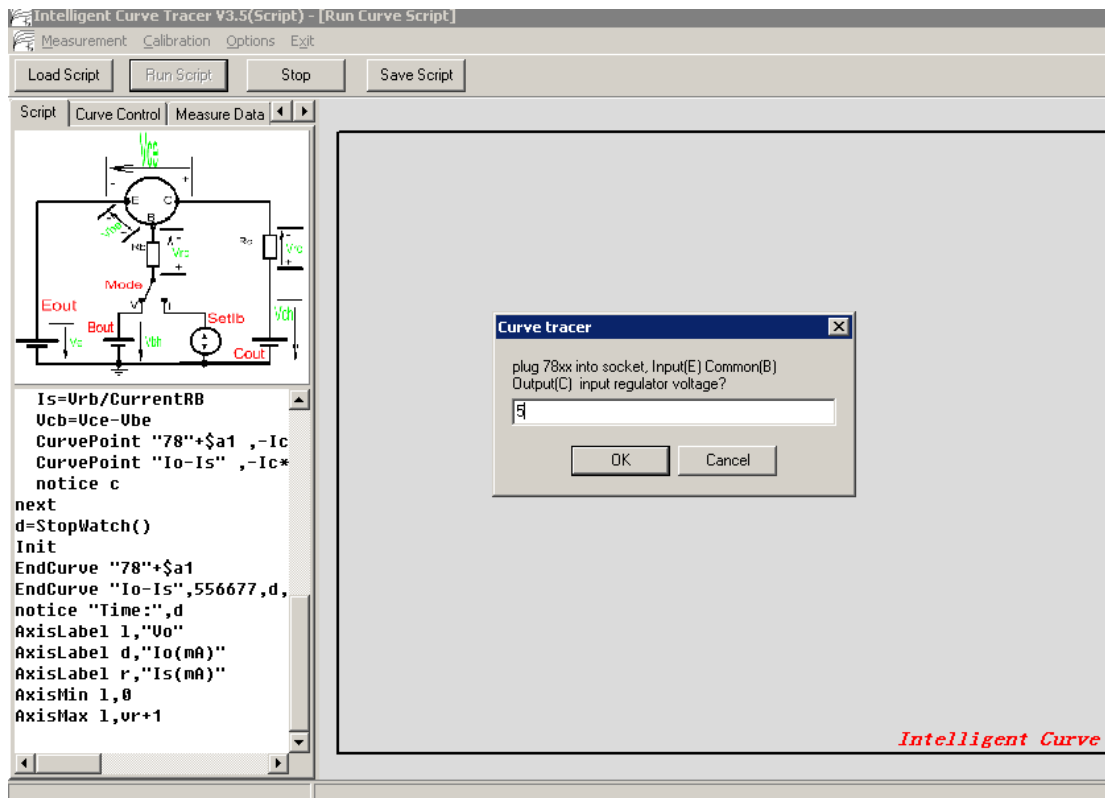 Intelligent Curve Tracer V3.5(Script) - [Run Curve Script]
Measurement Calibration Options Exit
Load Script Run Script Stop Save Script
Script Curve Control Measure Data
Vce
- +
E C
B
Vbe
Rb
Vrb
Rc
Vrc
- +
- +
Mode
V I
Eout
Bout
SetIb
Vch
Ve
Vbh
Cout
Is=Vrb/CurrentRB
Vcb=Vce-Vbe
CurvePoint "78"+$a1 ,-Ic
CurvePoint "Io-Is" ,-Ic*
notice c
next
d=StopWatch()
Init
EndCurve "78"+$a1
EndCurve "Io-Is",556677,d,
notice "Time:",d
AxisLabel l,"Vo"
AxisLabel d,"Io(mA)"
AxisLabel r,"Is(mA)"
AxisMin l,0
AxisMax l,vr+1
Curve tracer
plug 78xx into socket, Input(E) Common(B)
Output(C) input regulator voltage?
5
OK Cancel
Intelligent Curve